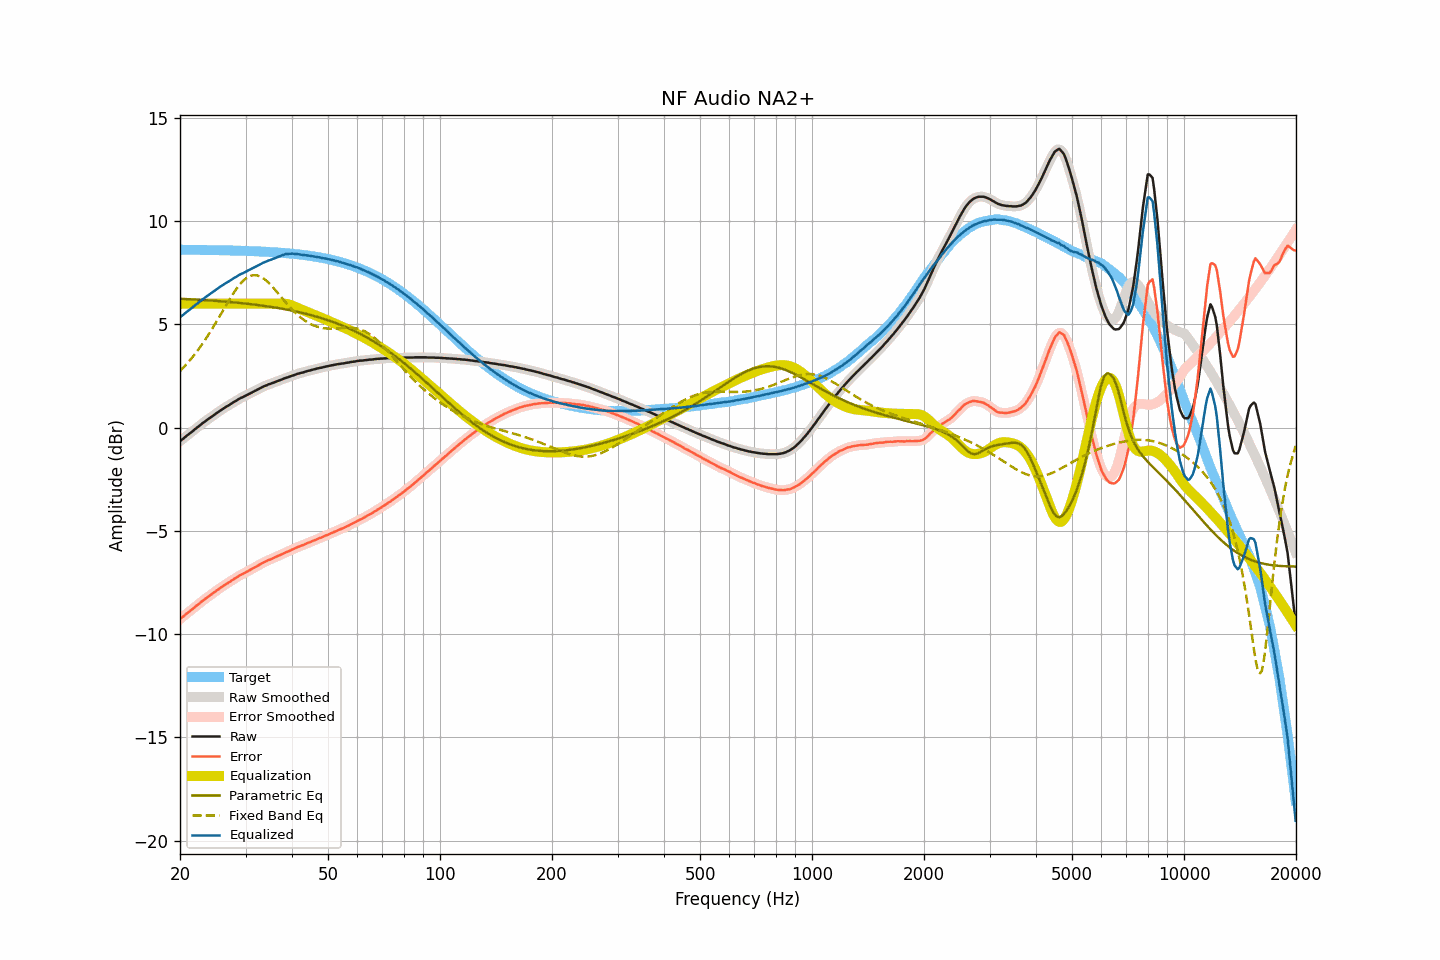 NF Audio NA2+
15
10
5
0
−5
−10
−15
−20
Amplitude (dBr)
Target
Raw Smoothed
Error Smoothed
Raw
Error
Equalization
Parametric Eq
Fixed Band Eq
Equalized
20 50 100 200 500 1000 2000 5000 10000 20000
Frequency (Hz)